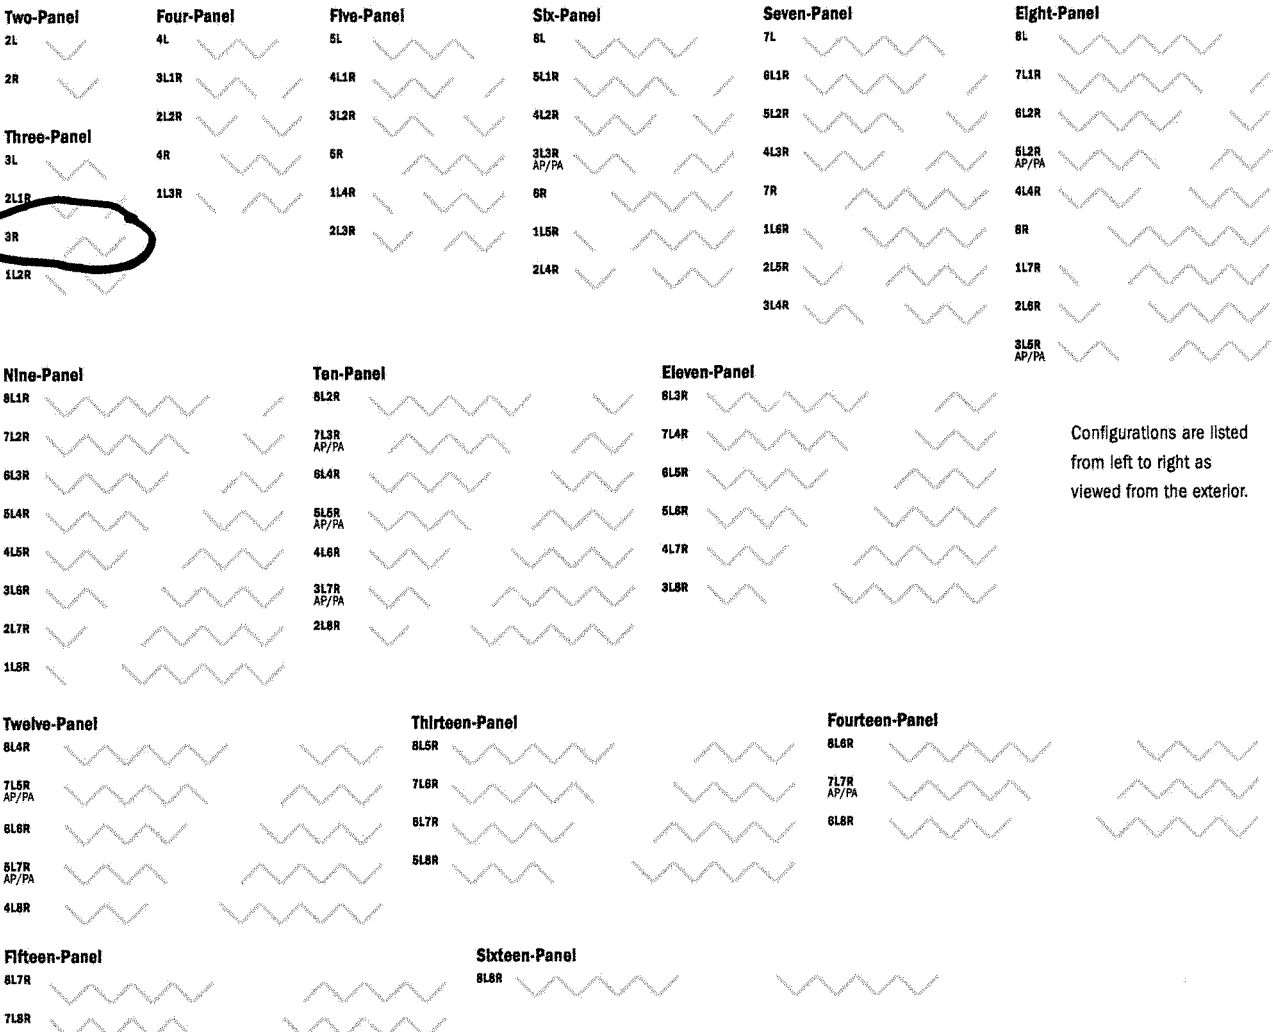 Two-Panel
2L
2R
Three-Panel
3L
2L1R
3R
1L2R
Four-Panel
4L
3L1R
2L2R
4R
1L3R
Five-Panel
5L
4L1R
3L2R
5R
1L4R
2L3R
Six-Panel
6L
5L1R
4L2R
3L3R
AP/PA
6R
1L5R
2L4R
Seven-Panel
7L
6L1R
5L2R
4L3R
7R
1L6R
2L5R
3L4R
Eight-Panel
8L
7L1R
6L2R
5L2R
AP/PA
4L4R
8R
1L7R
2L6R
3L5R
AP/PA
Nine-Panel
8L1R
7L2R
6L3R
5L4R
4L5R
3L6R
2L7R
1L8R
Ten-Panel
8L2R
7L3R
AP/PA
6L4R
5L5R
AP/PA
4L6R
3L7R
AP/PA
2L8R
Eleven-Panel
8L3R
7L4R
6L5R
5L6R
4L7R
3L8R
Configurations are listed
from left to right as
viewed from the exterior.
Twelve-Panel
8L4R
7L5R
AP/PA
6L6R
5L7R
AP/PA
4L8R
Thirteen-Panel
8L5R
7L6R
6L7R
5L8R
Fourteen-Panel
8L6R
7L7R
AP/PA
6L8R
Fifteen-Panel
8L7R
7L8R
Sixteen-Panel
8L8R